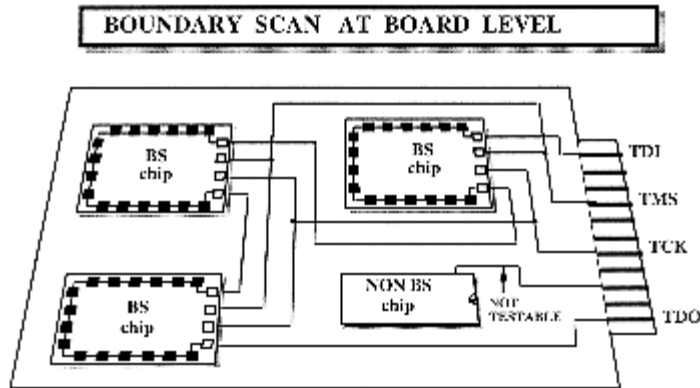 BOUNDARY SCAN AT BOARD LEVEL
BS
chip
BS
chip
TDI
TMS
TCK
BS
chip
NON BS
chip
NOT
TESTABLE
TDO